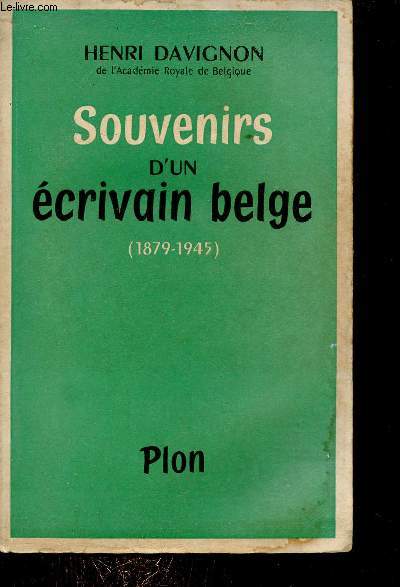 Le-livre.com
HENRI DAVIGNON
de l'Académie Royale de Belgique
Souvenirs
D'UN
écrivain belge
(1879-1945)
Plon